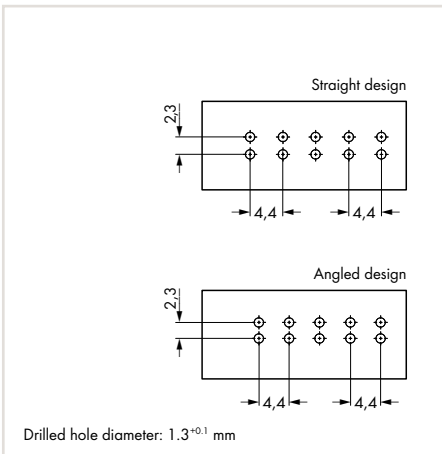 Straight design
2,3
4,4 4,4
Angled design
2,3
4,4 4,4
Drilled hole diameter: 1.3+0.1 mm